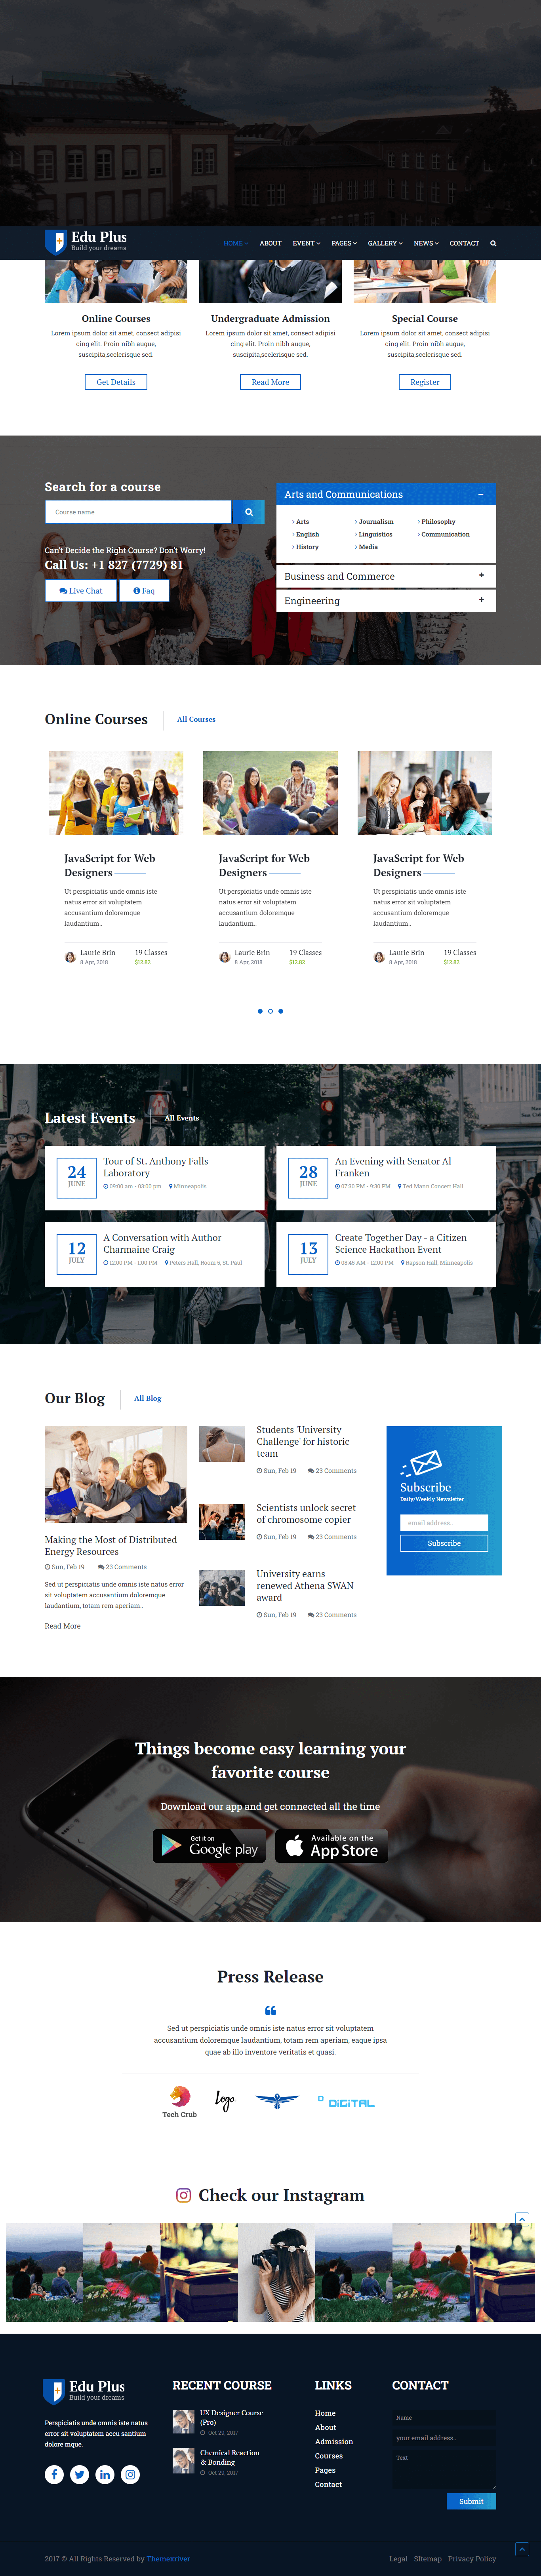 Edu Plus
Build your dreams
HOME ABOUT EVENT PAGES GALLERY NEWS CONTACT
Online Courses
Lorem ipsum dolor sit amet, consect adipisi
cing elit. Proin nibh augue,
suscipita,scelerisque sed.
Get Details
Undergraduate Admission
Lorem ipsum dolor sit amet, consect adipisi
cing elit. Proin nibh augue,
suscipita,scelerisque sed.
Read More
Special Course
Lorem ipsum dolor sit amet, consect adipisi
cing elit. Proin nibh augue,
suscipita,scelerisque sed.
Register
Search for a course
Course name
Can't Decide the Right Course? Don't Worry!
Call Us: +1 827 (7729) 81
Live Chat
Faq
Arts and Communications
Arts
Journalism
Philosophy
English
Linguistics
Communication
History
Media
Business and Commerce
Engineering
Online Courses
All Courses
JavaScript for Web
Designers
Ut perspiciatis unde omnis iste
natus error sit voluptatem
accusantium doloremque
laudantium..
Laurie Brin
8 Apr, 2018
19 Classes
$12.82
JavaScript for Web
Designers
Ut perspiciatis unde omnis iste
natus error sit voluptatem
accusantium doloremque
laudantium..
Laurie Brin
8 Apr, 2018
19 Classes
$12.82
JavaScript for Web
Designers
Ut perspiciatis unde omnis iste
natus error sit voluptatem
accusantium doloremque
laudantium..
Laurie Brin
8 Apr, 2018
19 Classes
$12.82
Latest Events
All Events
24
JUNE
Tour of St. Anthony Falls
Laboratory
09:00 am - 03:00 pm Minneapolis
28
JUNE
An Evening with Senator Al
Franken
07:30 PM - 9:30 PM Ted Mann Concert Hall
12
JULY
A Conversation with Author
Charmaine Craig
12:00 PM - 1:00 PM Peters Hall, Room 5, St. Paul
13
JULY
Create Together Day - a Citizen
Science Hackathon Event
08:45 AM - 12:00 PM Rapson Hall, Minneapolis
Our Blog
All Blog
Making the Most of Distributed
Energy Resources
Sun, Feb 19 23 Comments
Sed ut perspiciatis unde omnis iste natus error
sit voluptatem accusantium doloremque
laudantium, totam rem aperiam..
Read More
Students 'University
Challenge' for historic
team
Sun, Feb 19 23 Comments
Scientists unlock secret
of chromosome copier
Sun, Feb 19 23 Comments
University earns
renewed Athena SWAN
award
Sun, Feb 19 23 Comments
Subscribe
Daily/Weekly Newsletter
email address..
Subscribe
Things become easy learning your
favorite course
Download our app and get connected all the time
Get it on
Google play
Available on the
App Store
Press Release
Sed ut perspiciatis unde omnis iste natus error sit voluptatem
accusantium doloremque laudantium, totam rem aperiam, eaque ipsa
quae ab illo inventore veritatis et quasi.
Tech Crub
Logo
DIGITAL
Check our Instagram
Edu Plus
Build your dreams
Perspiciatis unde omnis iste natus
error sit voluptatem accu santium
dolore mque.
RECENT COURSE
UX Designer Course
(Pro)
Oct 29, 2017
Chemical Reaction
& Bonding
Oct 29, 2017
LINKS
Home
About
Admission
Courses
Pages
Contact
CONTACT
Name
your email address..
Text
Submit
2017 © All Rights Reserved by Themexriver
Legal Sitemap Privacy Policy